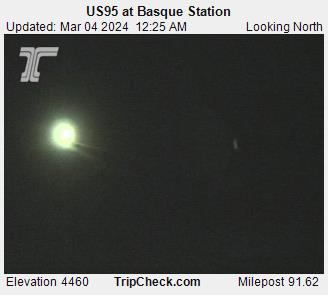 US95 at Basque Station
Updated: Mar 04 2024 12:25 AM Looking North
Elevation 4460 TripCheck.com Milepost 91.62